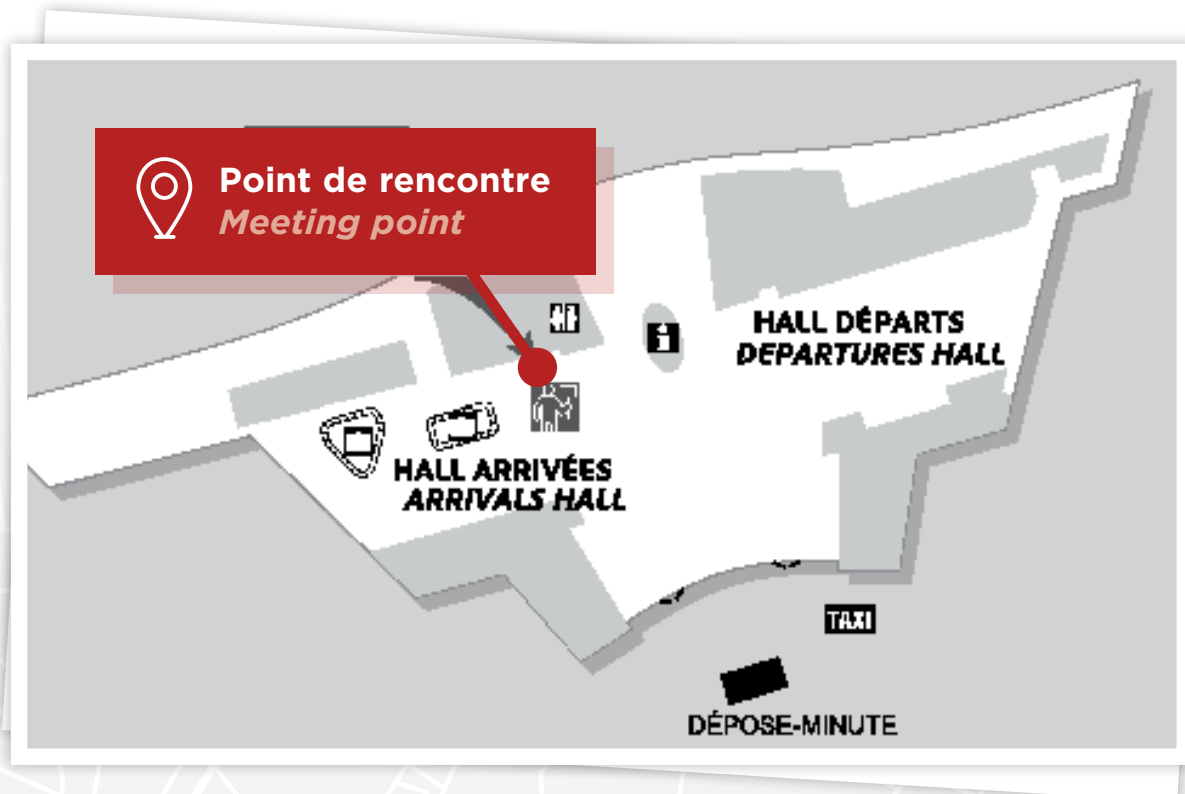 Point de rencontre
Meeting point
HALL DÉPARTS
DEPARTURES HALL
HALL ARRIVÉES
ARRIVALS HALL
TAXI
DÉPOSE-MINUTE